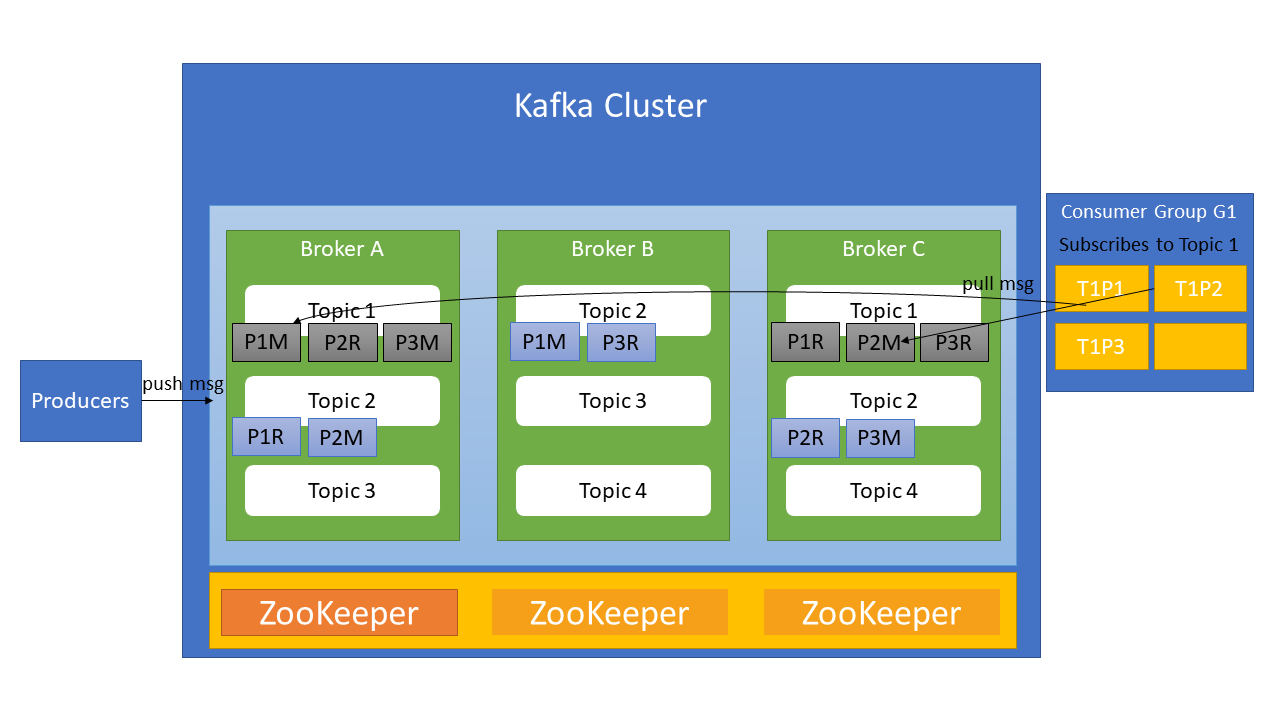 Kafka Cluster
Producers
push msg
Broker A
Topic 1
P1M
P2R
P3M
Topic 2
P1R
P2M
Topic 3
Broker B
Topic 2
P1M
P3R
Topic 3
Topic 4
Broker C
Topic 1
P1R
P2M
P3R
Topic 2
P2R
P3M
Topic 4
ZooKeeper
ZooKeeper
ZooKeeper
pull msg
Consumer Group G1
Subscribes to Topic 1
T1P1
T1P2
T1P3